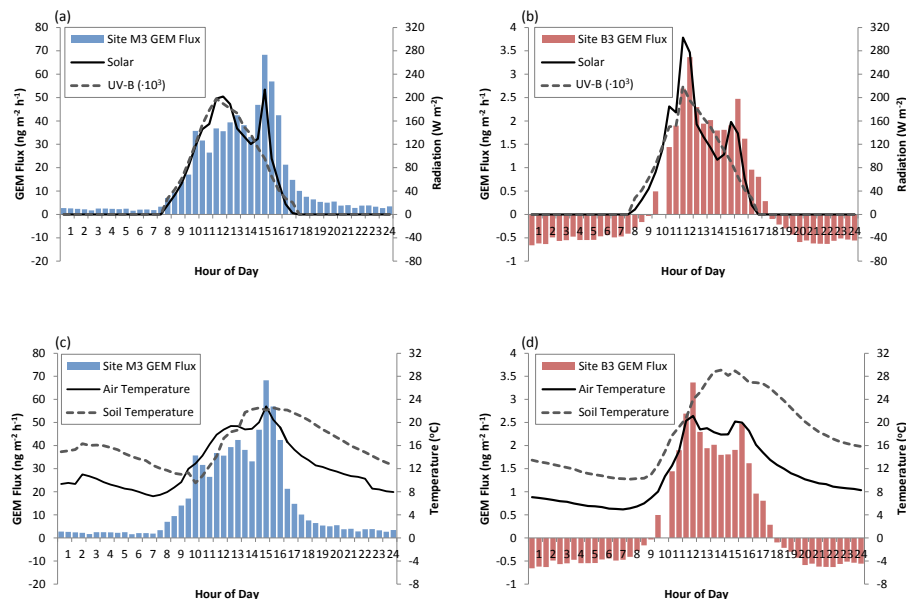 (a)
Site M3 GEM Flux
Solar
UV-B (·10³)
GEM Flux (ng m⁻² h⁻¹)
80
70
60
50
40
30
20
10
0
-10
-20
320
280
240
200
160
120
80
40
0
-40
-80
Radiation (W m⁻²)
1 2 3 4 5 6 7 8 9 10 11 12 13 14 15 16 17 18 19 20 21 22 23 24
Hour of Day
(b)
Site B3 GEM Flux
Solar
UV-B (·10³)
GEM Flux (ng m⁻² h⁻¹)
4
3.5
3
2.5
2
1.5
1
0.5
0
-0.5
-1
320
280
240
200
160
120
80
40
0
-40
-80
Radiation (W m⁻²)
1 2 3 4 5 6 7 8 9 10 11 12 13 14 15 16 17 18 19 20 21 22 23 24
Hour of Day
(c)
Site M3 GEM Flux
Air Temperature
Soil Temperature
GEM Flux (ng m⁻² h⁻¹)
80
70
60
50
40
30
20
10
0
-10
-20
32
28
24
20
16
12
8
4
0
-4
-8
Temperature (°C)
1 2 3 4 5 6 7 8 9 10 11 12 13 14 15 16 17 18 19 20 21 22 23 24
Hour of Day
(d)
Site B3 GEM Flux
Air Temperature
Soil Temperature
GEM Flux (ng m⁻² h⁻¹)
4
3.5
3
2.5
2
1.5
1
0.5
0
-0.5
-1
32
28
24
20
16
12
8
4
0
-4
-8
Temperature (°C)
1 2 3 4 5 6 7 8 9 10 11 12 13 14 15 16 17 18 19 20 21 22 23 24
Hour of Day